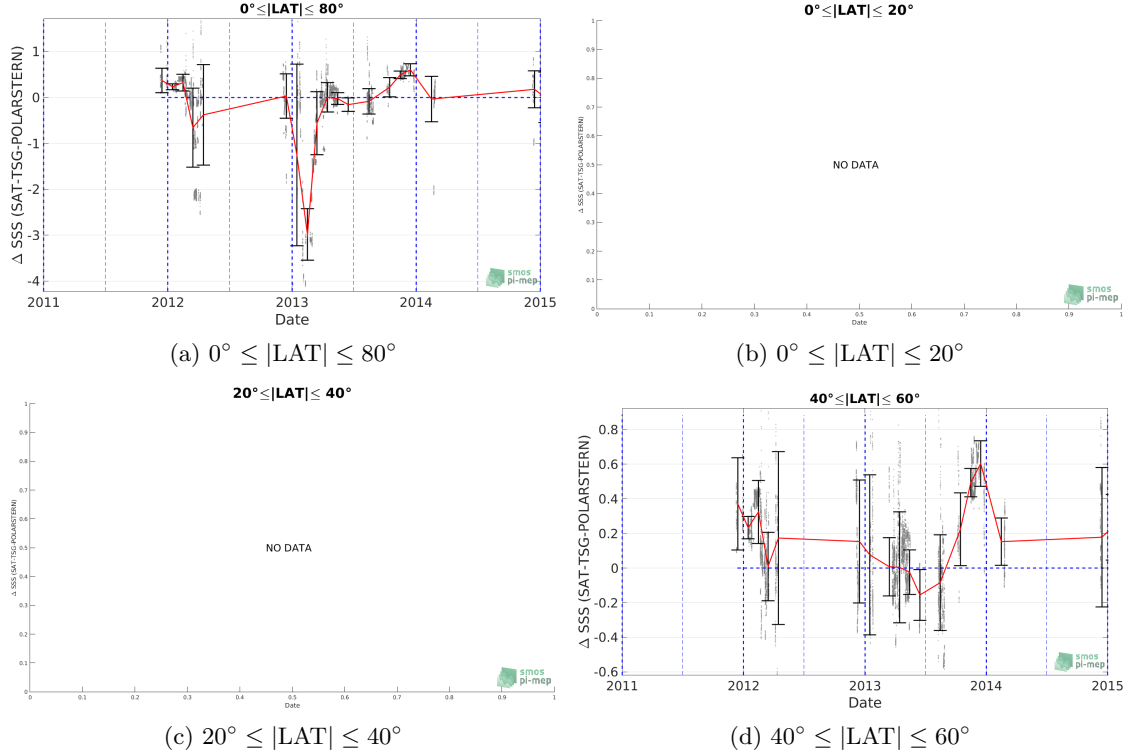 0°≤|LAT|≤ 80°
Δ SSS (SAT-TSG-POLARSTERN)
1
0
-1
-2
-3
-4
2011
2012
2013
2014
2015
Date
smos
pi-mep
(a) 0° ≤ |LAT| ≤ 80°
0°≤|LAT|≤ 20°
Δ SSS (SAT-TSG-POLARSTERN)
1
0.9
0.8
0.7
0.6
0.5
0.4
0.3
0.2
0.1
0
NO DATA
0
0.1
0.2
0.3
0.4
0.5
0.6
0.7
0.8
0.9
1
Date
smos
pi-mep
(b) 0° ≤ |LAT| ≤ 20°
20°≤|LAT|≤ 40°
Δ SSS (SAT-TSG-POLARSTERN)
1
0.9
0.8
0.7
0.6
0.5
0.4
0.3
0.2
0.1
0
NO DATA
0
0.1
0.2
0.3
0.4
0.5
0.6
0.7
0.8
0.9
1
Date
smos
pi-mep
(c) 20° ≤ |LAT| ≤ 40°
40°≤|LAT|≤ 60°
Δ SSS (SAT-TSG-POLARSTERN)
0.8
0.6
0.4
0.2
0
-0.2
-0.4
-0.6
2011
2012
2013
2014
2015
Date
smos
pi-mep
(d) 40° ≤ |LAT| ≤ 60°